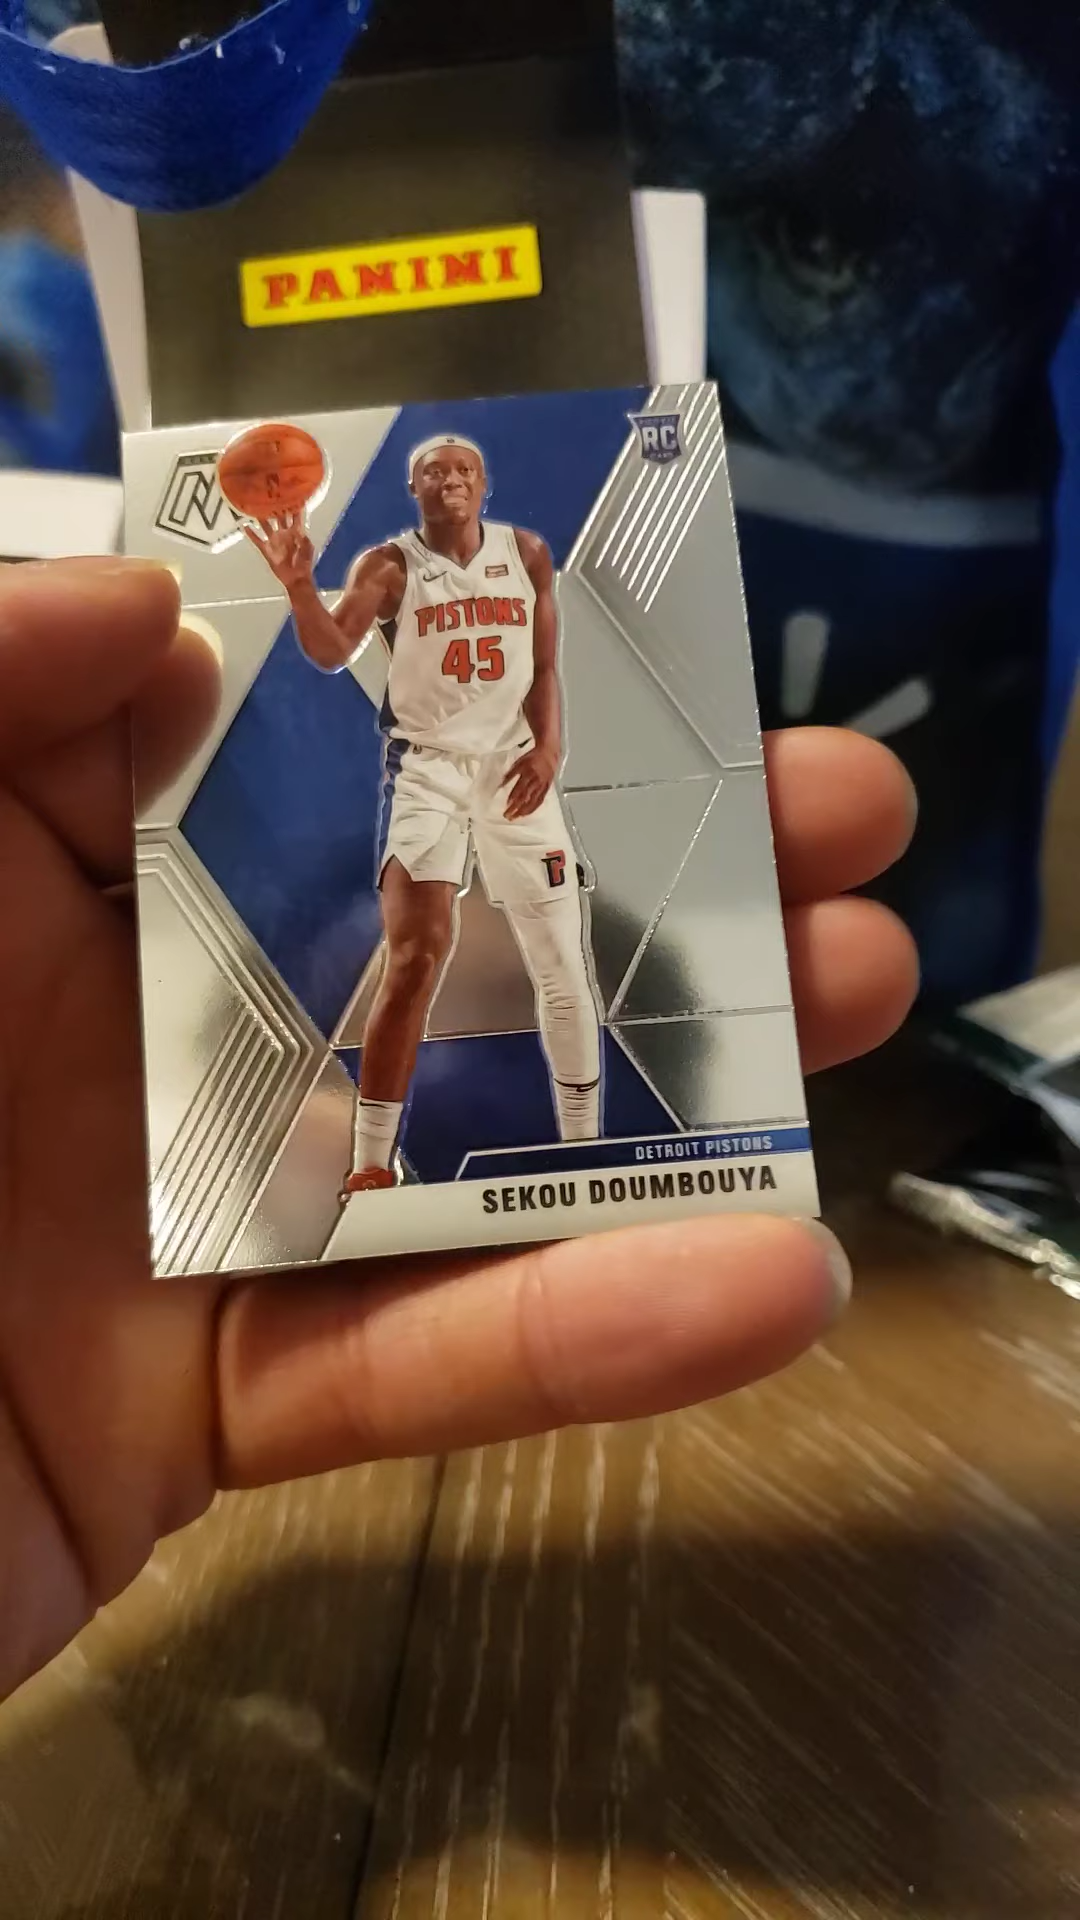 PANINI
RC
PISTONS
45
DETROIT PISTONS
SEKOU DOUMBOUYA